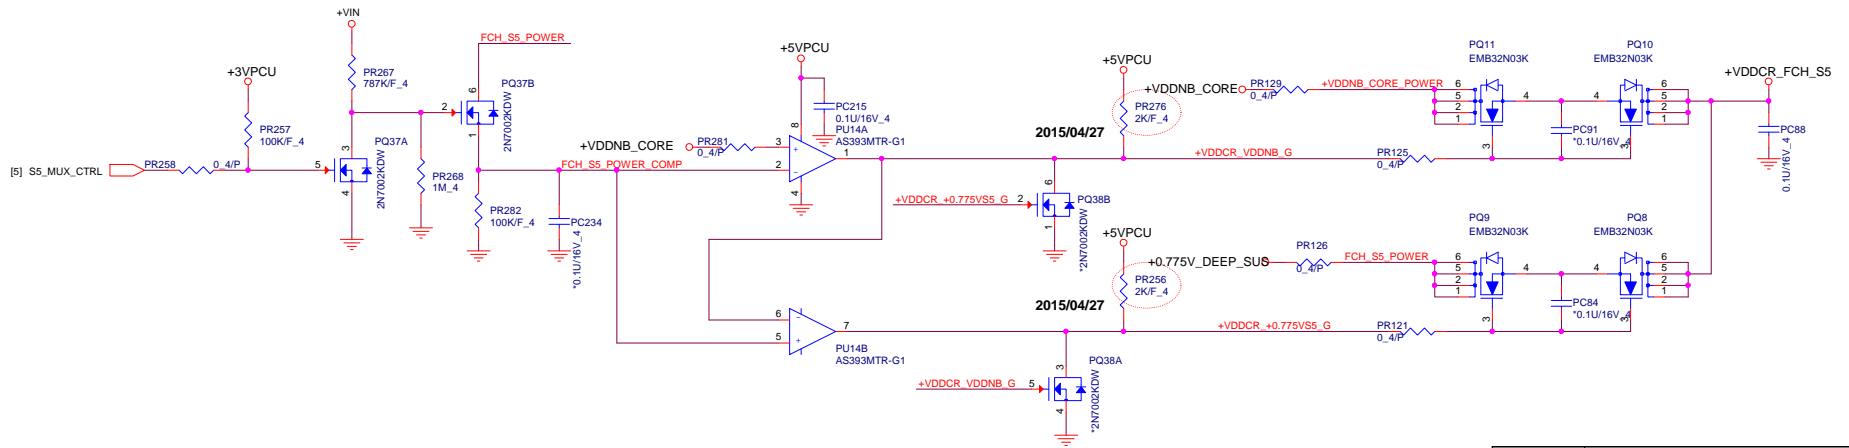 +VIN
+3VPCU
PR267
787K/F_4
FCH_S5_POWER
PQ37B
2N7002KDW
6
2
1
PR257
100K/F_4
PQ37A
2N7002KDW
3
5
4
[5] S5_MUX_CTRL
PR258
0_4/P
PR268
1M_4
PR282
100K/F_4
PC234
*0.1U/16V_4
FCH_S5_POWER_COMP
+VDDNB_CORE
PR281
0_4/P
+5VPCU
PC215
0.1U/16V_4
PU14A
AS393MTR-G1
8
3
+
2
-
1
4
6
-
5
+
7
PU14B
AS393MTR-G1
+5VPCU
PR276
2K/F_4
2015/04/27
+VDDCR_+0.775VS5_G
2
6
1
PQ38B
*2N7002KDW
+5VPCU
PR256
2K/F_4
2015/04/27
+VDDCR_VDDNB_G
5
3
4
PQ38A
*2N7002KDW
+VDDNB_CORE
PR129
0_4/P
+VDDNB_CORE_POWER
+VDDCR_VDDNB_G
PR125
0_4/P
PQ11
EMB32N03K
6
5
2
1
4
3
PC91
*0.1U/16V_4
PQ10
EMB32N03K
4
6
5
2
1
3
+VDDCR_FCH_S5
PC88
0.1U/16V_4
+0.775V_DEEP_SUS
PR126
0_4/P
FCH_S5_POWER
+VDDCR_+0.775VS5_G
PR121
0_4/P
PQ9
EMB32N03K
6
5
2
1
4
3
PC84
*0.1U/16V_4
PQ8
EMB32N03K
4
6
5
2
1
3